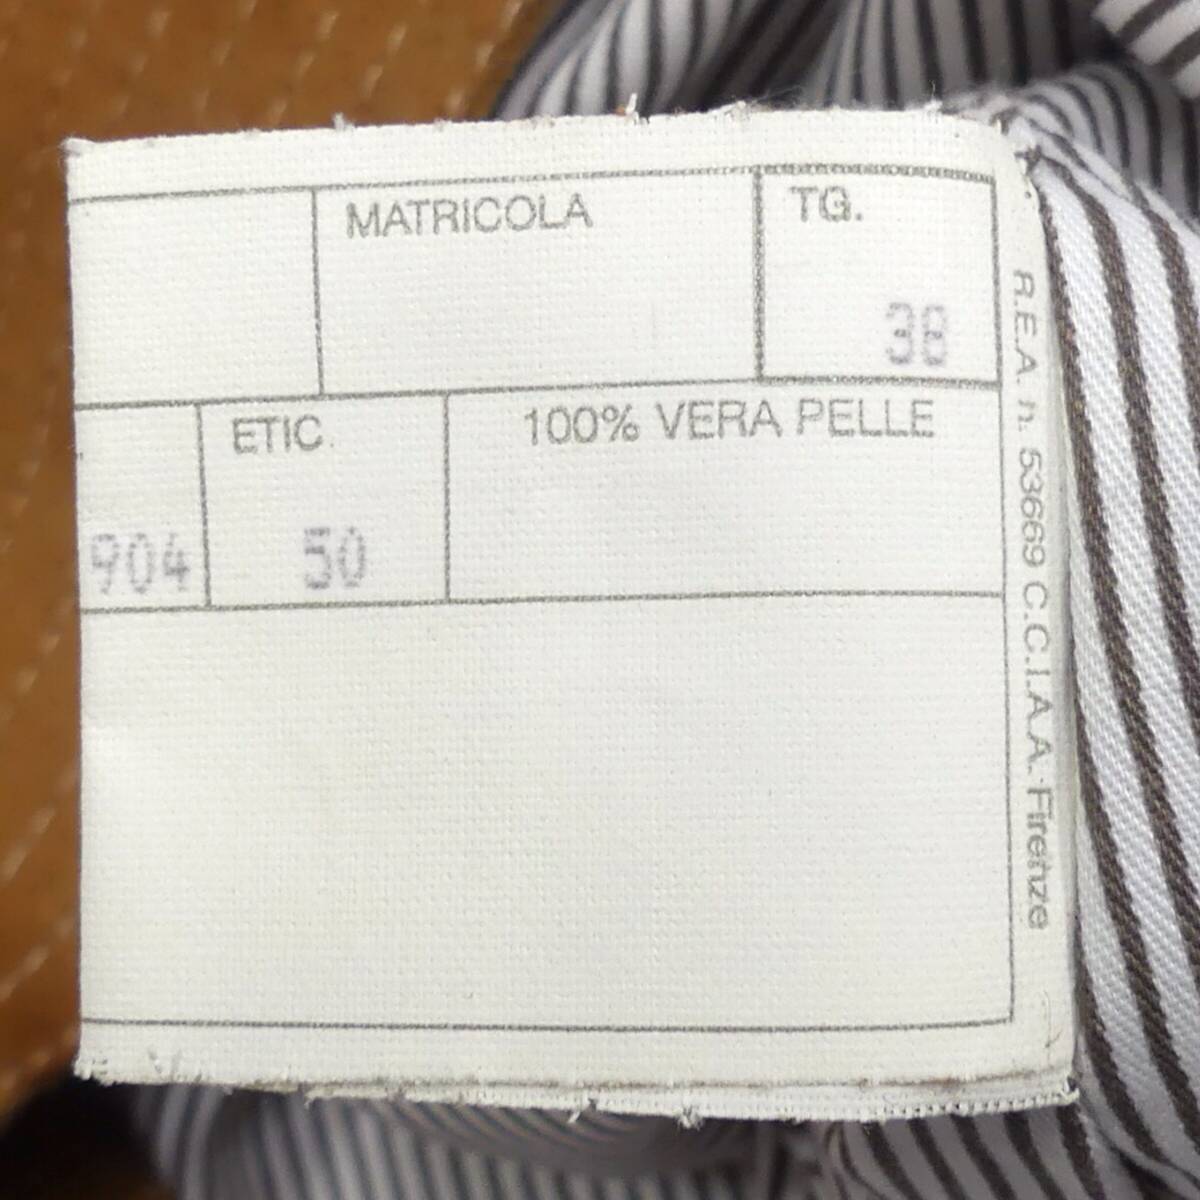 MATRICOLA
TG.
38
904
ETIC.
50
100% VERA PELLE
R.E.A. n. 53669 C.C.I.A.A. Firenze